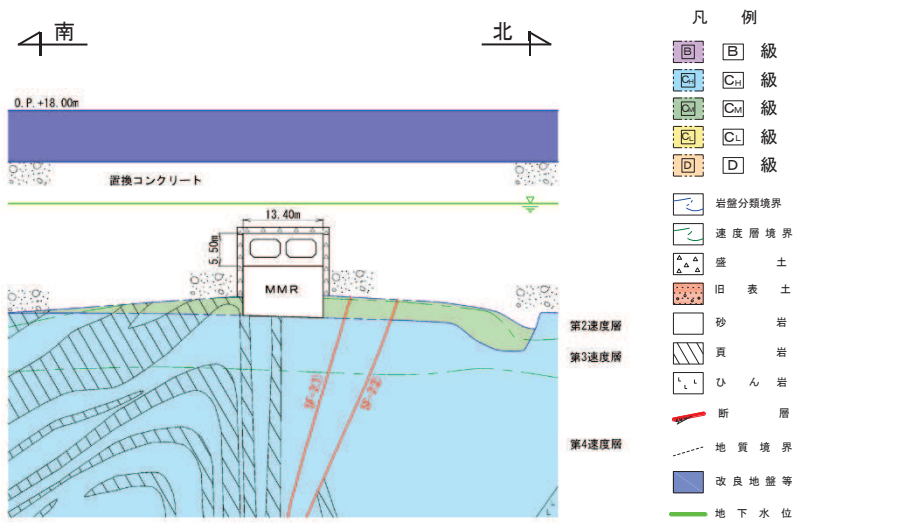 南
北
O.P.+18.00m
置換コンクリート
13.40m
5.50m
MMR
第2速度層
第3速度層
第4速度層
凡 例
B B 級
CH CH 級
CM CM 級
CL CL 級
D D 級
岩盤分類境界
速度層境界
盛 土
旧 表 土
砂 岩
頁 岩
ひ ん 岩
断 層
地 質 境 界
改 良 地 盤 等
地 下 水 位